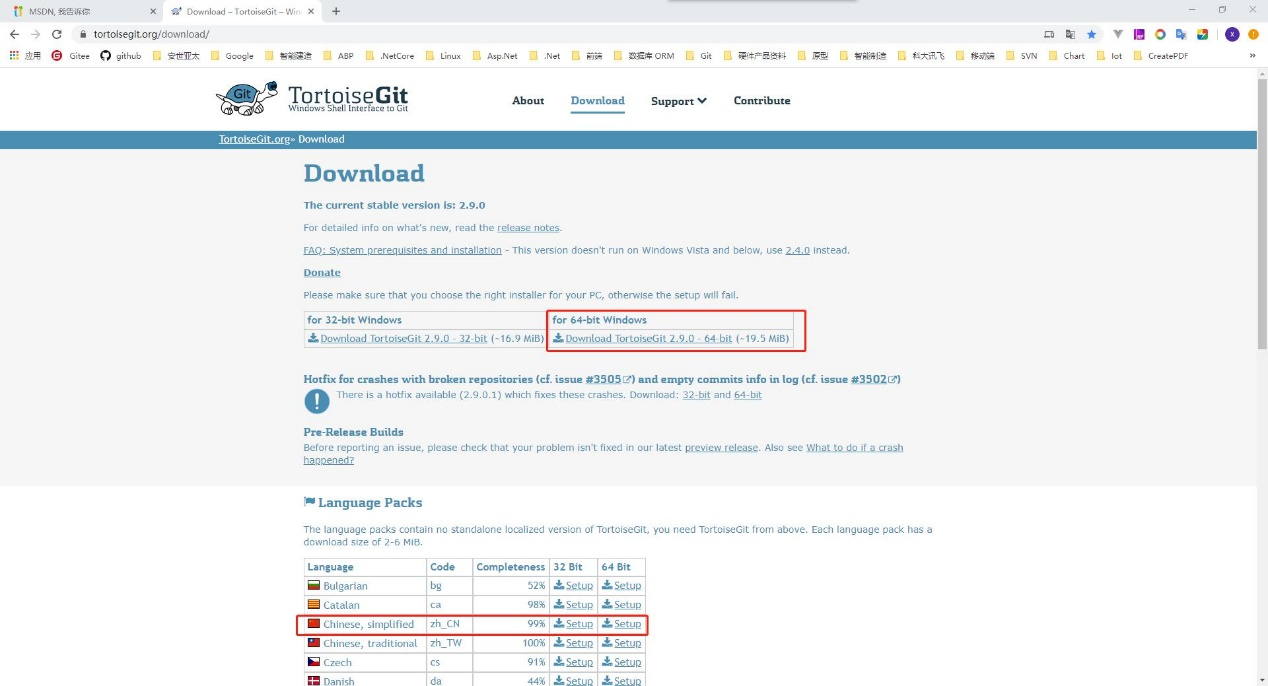 MSDN, 我告诉你
Download – TortoiseGit – Win
tortoisegit.org/download/
应用 Gitee github 安世亚太 Google 智能建造 ABP .NetCore Linux Asp.Net .Net 前端 数据库 ORM Git 硬件产品资料 原型 智能制造 科大讯飞 移动端 SVN Chart Iot CreatePDF »
Git TortoiseGit
Windows Shell Interface to Git
About Download Support Contribute
TortoiseGit.org» Download
Download
The current stable version is: 2.9.0
For detailed info on what's new, read the release notes.
FAQ: System prerequisites and installation - This version doesn't run on Windows Vista and below, use 2.4.0 instead.
Donate
Please make sure that you choose the right installer for your PC, otherwise the setup will fail.
for 32-bit Windows for 64-bit Windows
Download TortoiseGit 2.9.0 - 32-bit (~16.9 MiB) Download TortoiseGit 2.9.0 - 64-bit (~19.5 MiB)
Hotfix for crashes with broken repositories (cf. issue #3505) and empty commits info in log (cf. issue #3502)
There is a hotfix available (2.9.0.1) which fixes these crashes. Download: 32-bit and 64-bit
Pre-Release Builds
Before reporting an issue, please check that your problem isn't fixed in our latest preview release. Also see What to do if a crash
happened?
Language Packs
The language packs contain no standalone localized version of TortoiseGit, you need TortoiseGit from above. Each language pack has a
download size of 2-6 MiB.
Language Code Completeness 32 Bit 64 Bit
Bulgarian bg 52% Setup Setup
Catalan ca 98% Setup Setup
Chinese, simplified zh_CN 99% Setup Setup
Chinese, traditional zh_TW 100% Setup Setup
Czech cs 91% Setup Setup
Danish da 44% Setup Setup